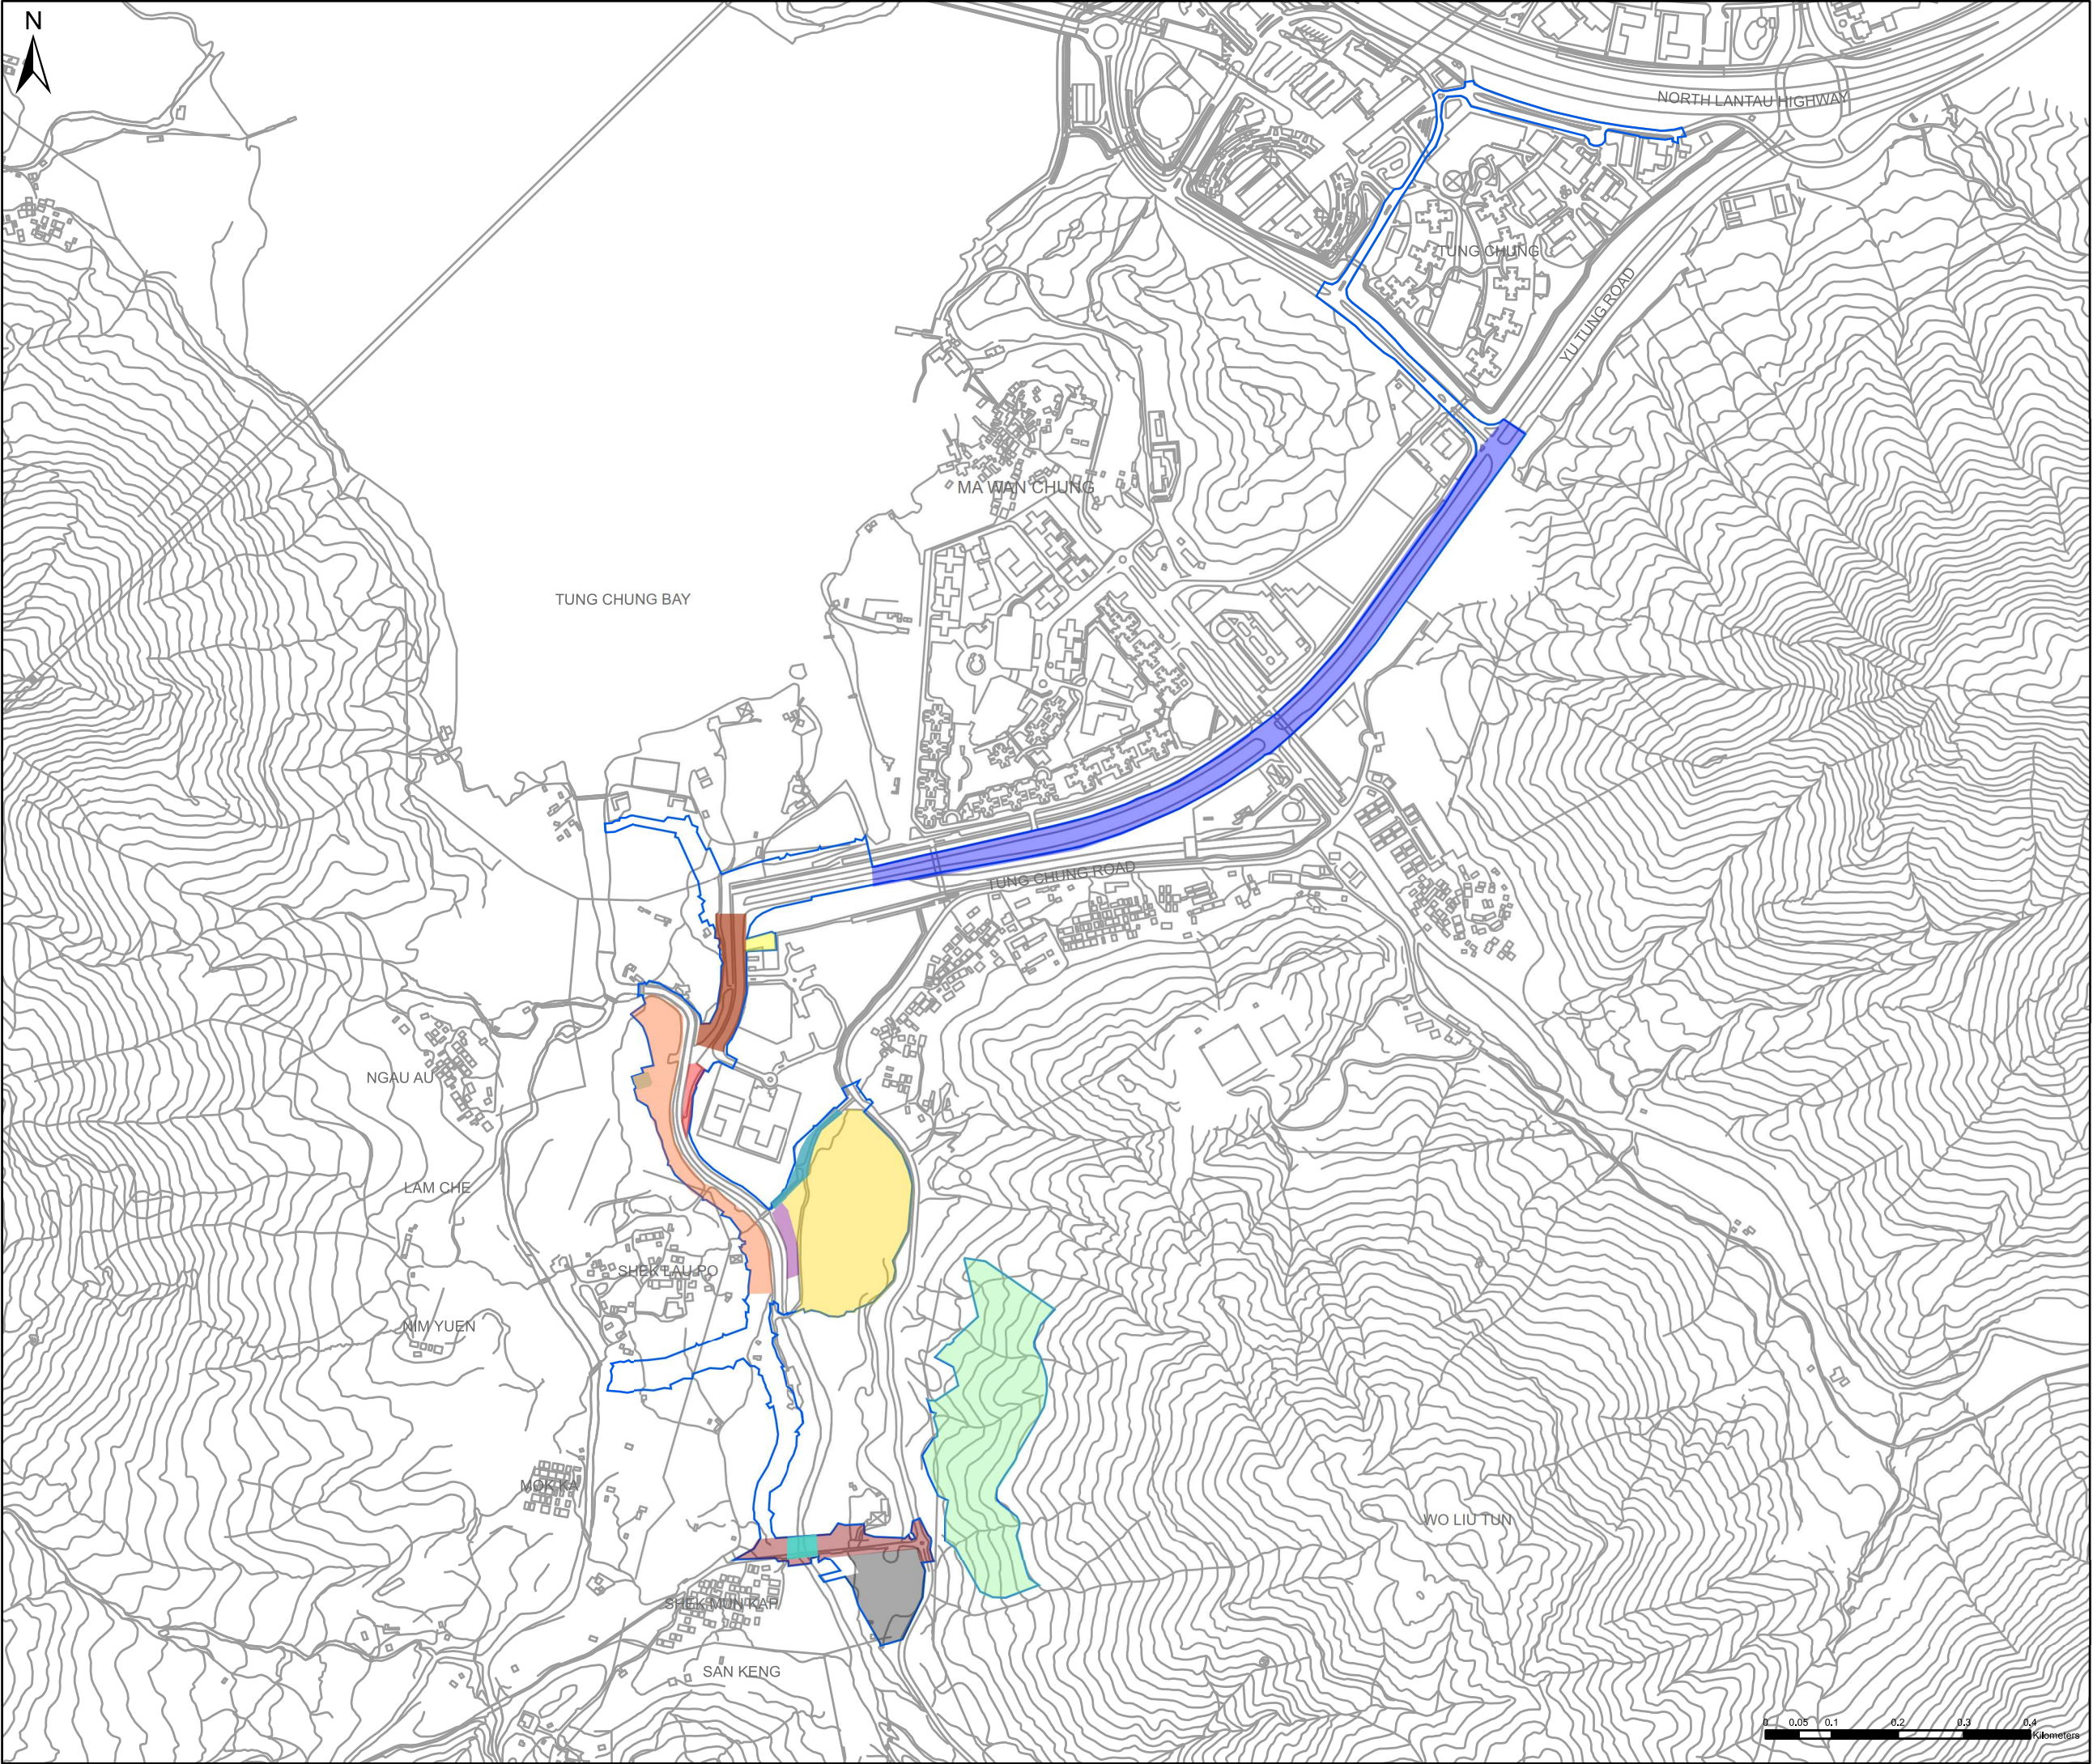 N
NORTH LANTAU HIGHWAY
TUNG CHUNG
YU TUNG ROAD
MA WAN CHUNG
TUNG CHUNG BAY
TUNG CHUNG ROAD
NGAU AU
LAM CHE
SHEK LAU PO
NIM YUEN
MOK KA
WO LIU TUN
SHEK MUN KAP
SAN KENG
0 0.05 0.1 0.2 0.3 0.4
Kilometers